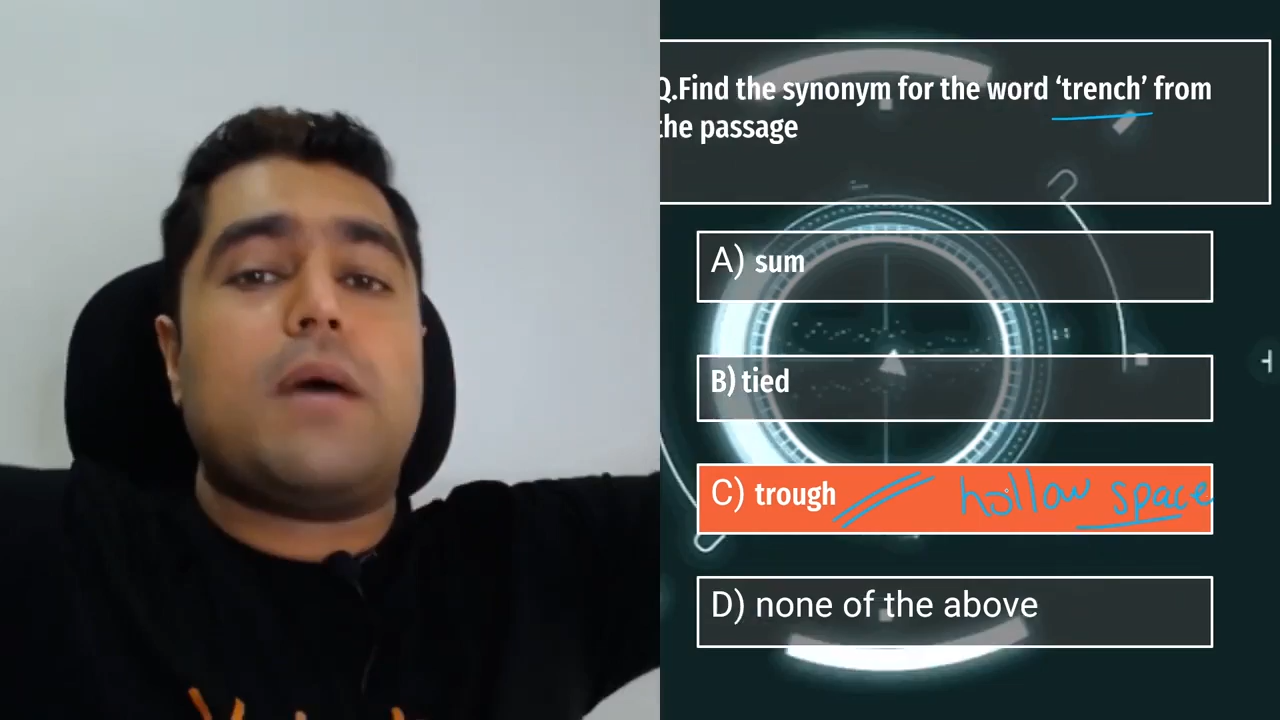 Q.Find the synonym for the word ‘trench’ from
the passage
A) sum
B) tied
C) trough hollow space
D) none of the above